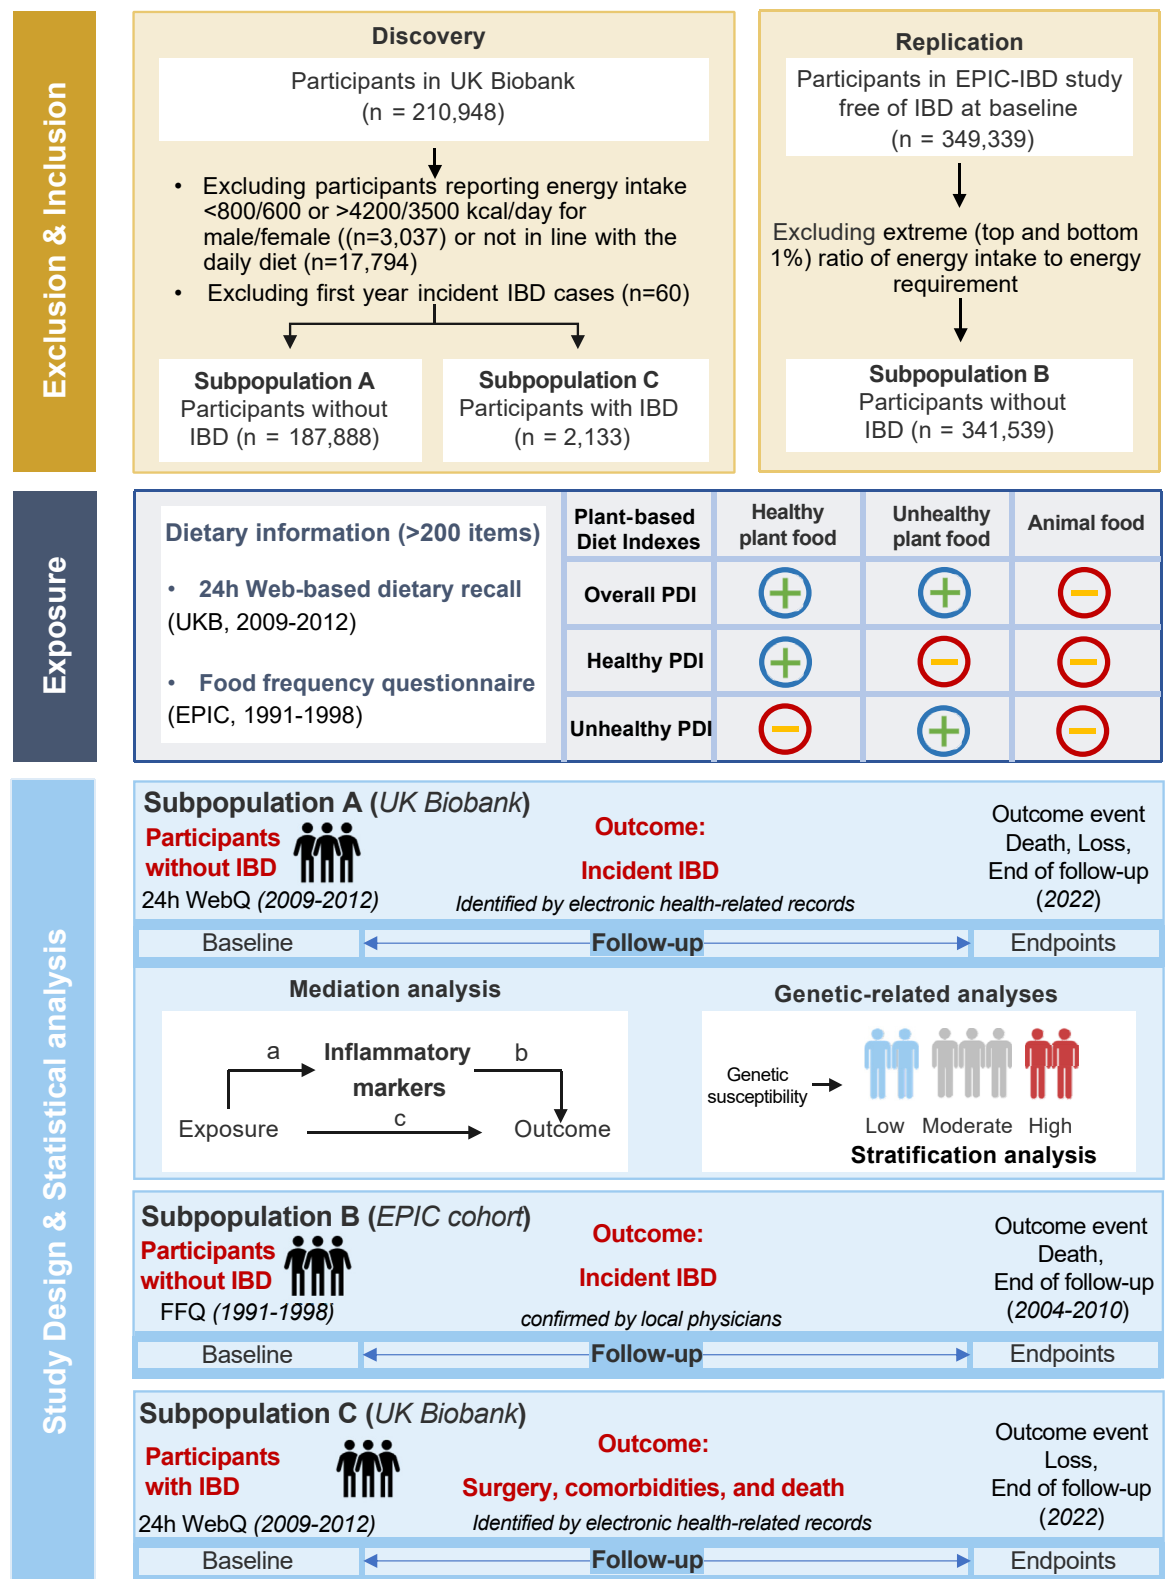 Exclusion & Inclusion
Discovery
Participants in UK Biobank
(n = 210,948)
• Excluding participants reporting energy intake
<800/600 or >4200/3500 kcal/day for
male/female ((n=3,037) or not in line with the
daily diet (n=17,794)
• Excluding first year incident IBD cases (n=60)
Subpopulation A
Participants without
IBD (n = 187,888)
Subpopulation C
Participants with IBD
(n = 2,133)
Replication
Participants in EPIC-IBD study
free of IBD at baseline
(n = 349,339)
Excluding extreme (top and bottom
1%) ratio of energy intake to energy
requirement
Subpopulation B
Participants without
IBD (n = 341,539)
Exposure
Dietary information (>200 items)
• 24h Web-based dietary recall
(UKB, 2009-2012)
• Food frequency questionnaire
(EPIC, 1991-1998)
Plant-based
Diet Indexes
Healthy
plant food
Unhealthy
plant food
Animal food
Overall PDI
Healthy PDI
Unhealthy PDI
Study Design & Statistical analysis
Subpopulation A (UK Biobank)
Participants
without IBD
24h WebQ (2009-2012)
Outcome:
Incident IBD
Identified by electronic health-related records
Outcome event
Death, Loss,
End of follow-up
(2022)
Baseline
Follow-up
Endpoints
Mediation analysis
a
Inflammatory
markers
b
Exposure
c
Outcome
Genetic-related analyses
Genetic
susceptibility
Low
Moderate
High
Stratification analysis
Subpopulation B (EPIC cohort)
Participants
without IBD
FFQ (1991-1998)
Outcome:
Incident IBD
confirmed by local physicians
Outcome event
Death,
End of follow-up
(2004-2010)
Baseline
Follow-up
Endpoints
Subpopulation C (UK Biobank)
Participants
with IBD
24h WebQ (2009-2012)
Outcome:
Surgery, comorbidities, and death
Identified by electronic health-related records
Outcome event
Loss,
End of follow-up
(2022)
Baseline
Follow-up
Endpoints